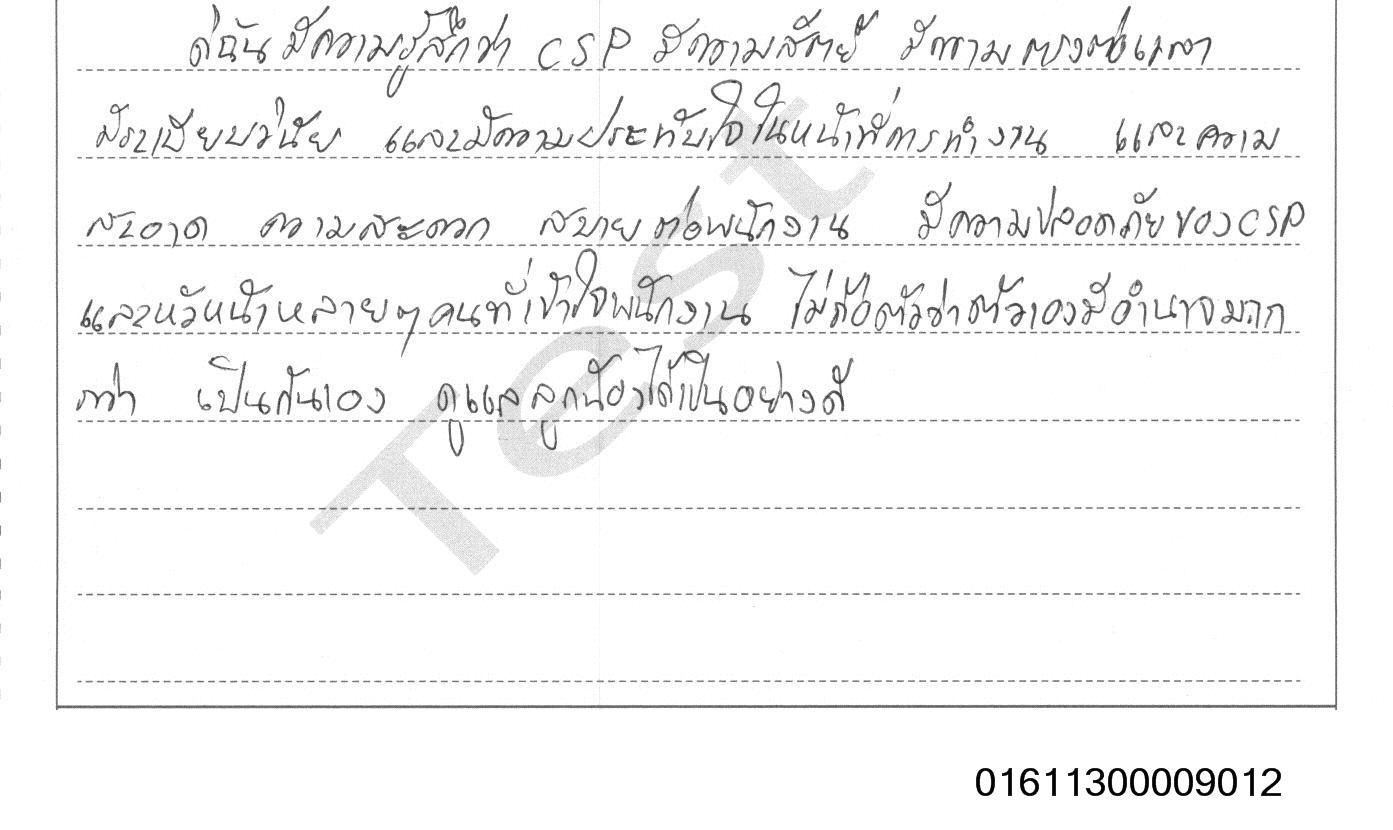 ดิฉันมีความรู้สึกว่า CSP มีความสัตย์ มีความตรงต่อเวลา
มีระเบียบวินัย และมีความประทับใจในหน้าที่การทำงาน และความ
สะอาด ความสะดวก สบายต่อพนักงาน มีความปลอดภัยของCSP
และหัวหน้าหลายๆคนที่เข้าใจพนักงาน ไม่ถือตัวว่าตัวเองมีอำนาจมาก
กว่า เป็นกันเอง ดูแลลูกน้องได้เป็นอย่างดี
Test
01611300009012